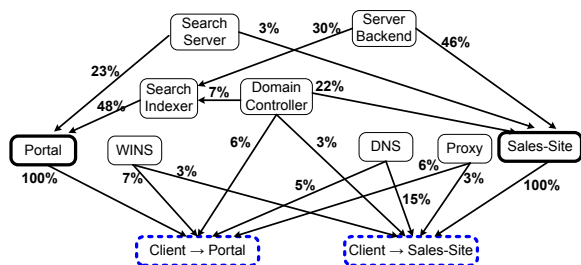 Search
Server
3%
30%
Server
Backend
46%
23%
48%
Search
Indexer
7%
Domain
Controller
22%
Portal
WINS
6%
3%
DNS
6%
Proxy
Sales-Site
100%
7%
3%
5%
15%
3%
100%
Client → Portal
Client → Sales-Site